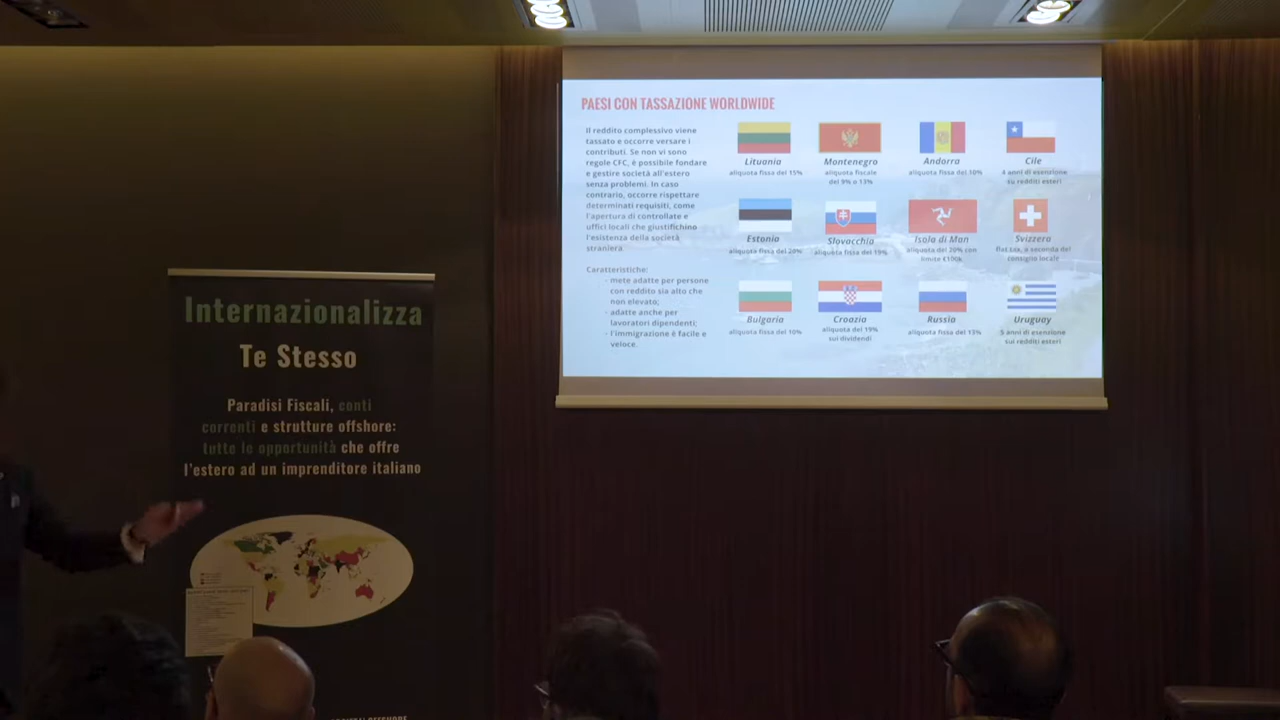 PAESI CON TASSAZIONE WORLDWIDE
Il reddito complessivo viene
tassato e occorre versare i
contributi. Se non vi sono
regole CFC, è possibile fondare
e gestire società all'estero
senza problemi. In caso
contrario, occorre rispettare
determinati requisiti, come
l'apertura di controllate e
uffici locali che giustifichino
l'esistenza della società
straniera
Caratteristiche:
- mete adatte per persone
con reddito sia alto che
non elevato;
- adatte anche per
lavoratori dipendenti;
- l'immigrazione è facile e
veloce.
Lituania
aliquota fissa del 15%
Montenegro
aliquota fiscale
del 9% o 13%
Andorra
aliquota fissa del 10%
Cile
4 anni di esenzione
su redditi esteri
Estonia
aliquota fissa del 20%
Slovacchia
aliquota fissa del 19%
Isola di Man
aliquota del 20% con
limite €100k
Svizzera
flat tax, a seconda del
consiglio locale
Bulgaria
aliquota fissa del 10%
Croazia
aliquota del 19%
sui dividendi
Russia
aliquota fissa del 13%
Uruguay
5 anni di esenzione
sui redditi esteri
Internazionalizza
Te Stesso
Paradisi Fiscali, conti
correnti e strutture offshore:
tutte le opportunità che offre
l'estero ad un imprenditore italiano
OFFSHORE